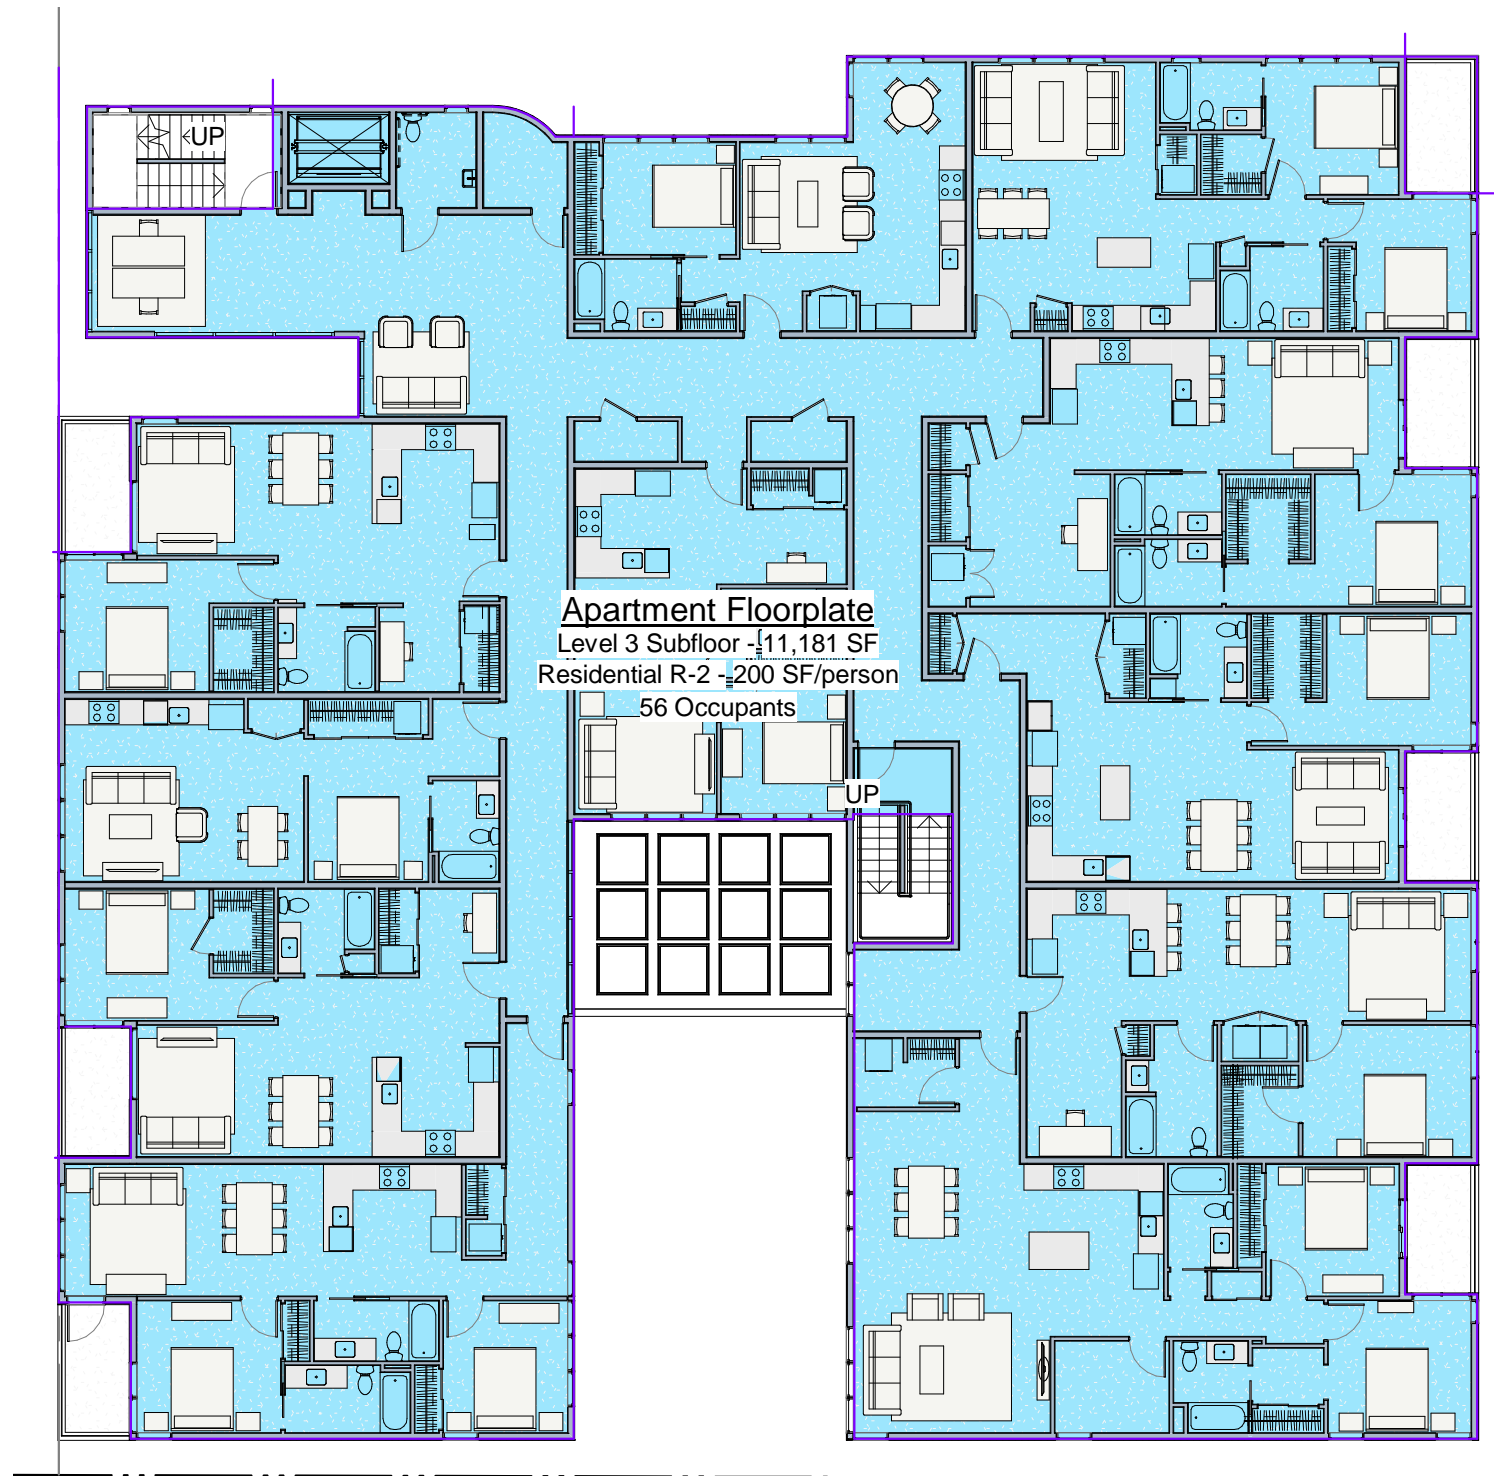 UP
Apartment Floorplate
Level 3 Subfloor - 11,181 SF
Residential R-2 - 200 SF/person
56 Occupants
UP